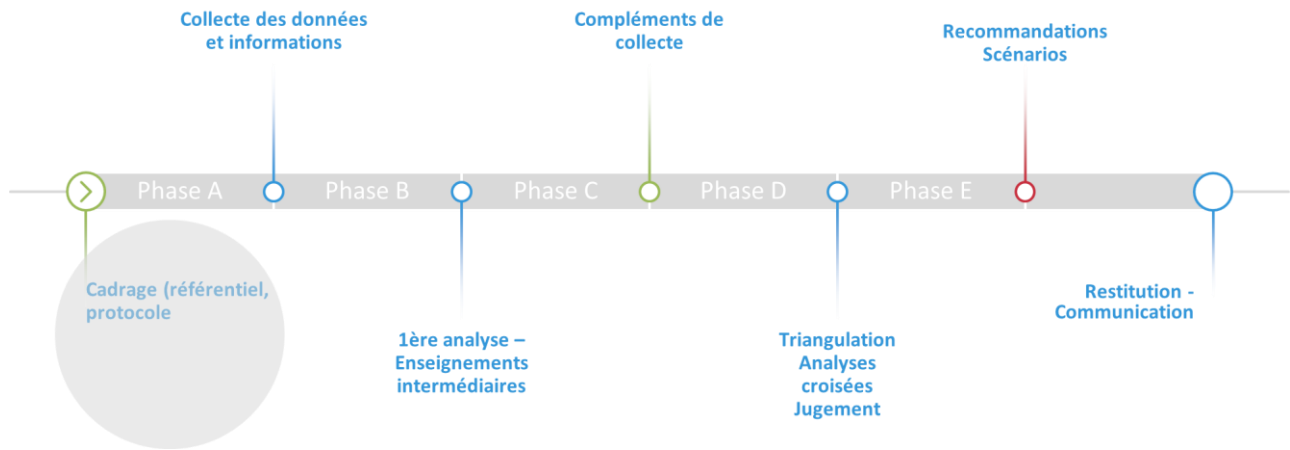 Collecte des données
et informations
Compléments de
collecte
Recommandations
Scénarios
Phase A
Phase B
Phase C
Phase D
Phase E
Cadrage (référentiel,
protocole
1ère analyse –
Enseignements
intermédiaires
Triangulation
Analyses
croisées
Jugement
Restitution -
Communication